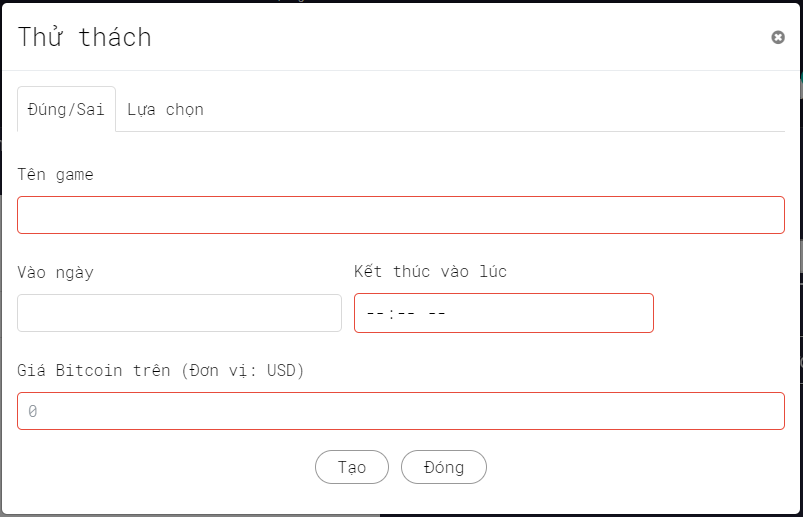 Thử thách
Đúng/Sai Lựa chọn
Tên game
Vào ngày Kết thúc vào lúc
--:-- --
Giá Bitcoin trên (Đơn vị: USD)
0
Tạo Đóng